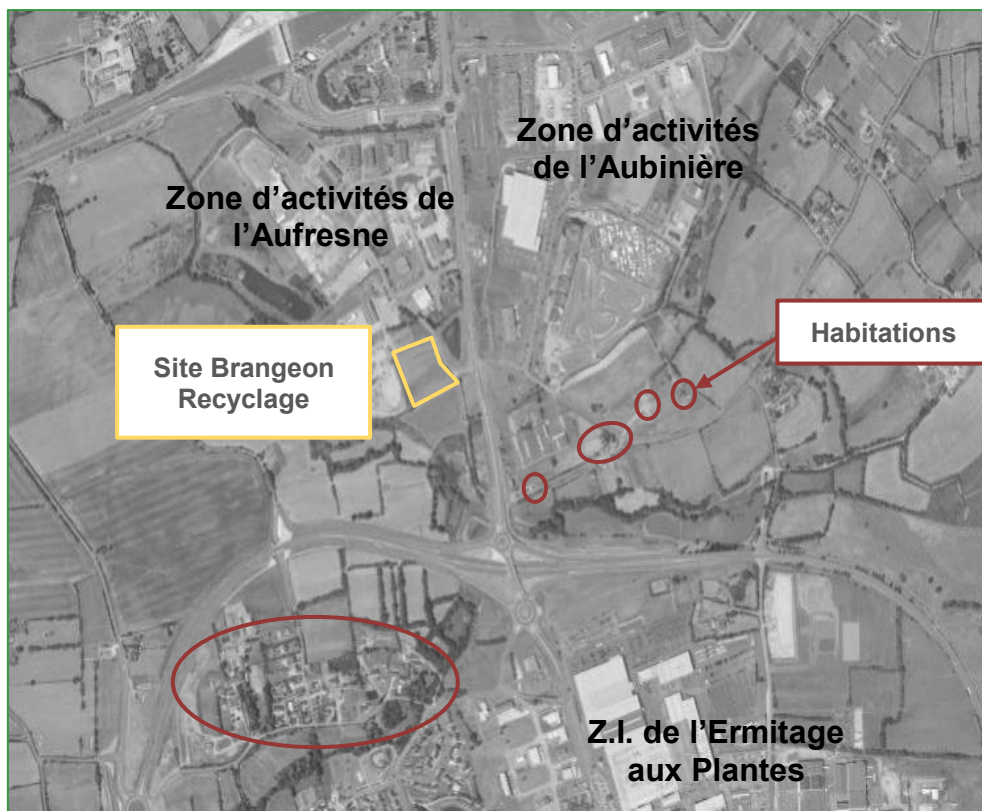 Zone d’activités
de l’Aubinière
Zone d’activités de
l’Aufresne
Habitations
Site Brangeon
Recyclage
Z.I. de l’Ermitage
aux Plantes